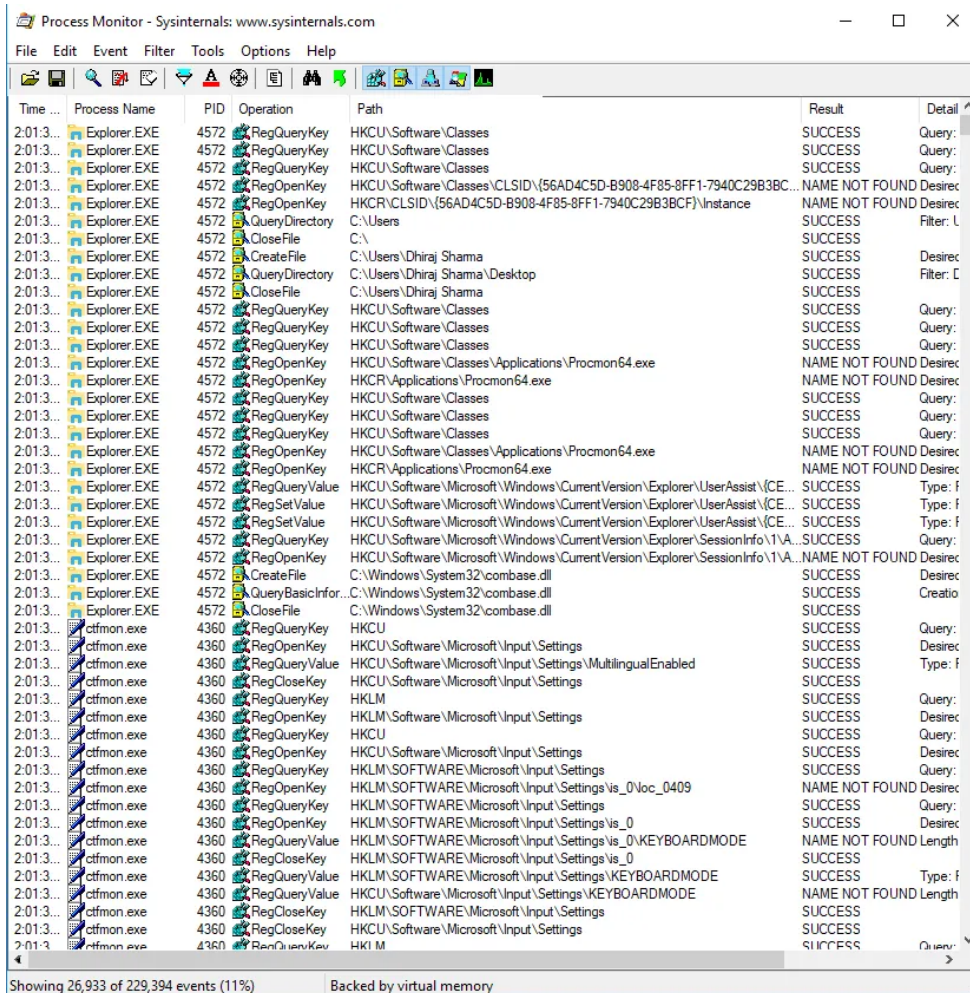 Process Monitor - Sysinternals: www.sysinternals.com
File Edit Event Filter Tools Options Help
Time ... Process Name PID Operation Path Result Detail
2:01:3... Explorer.EXE 4572 RegQueryKey HKCU\Software\Classes SUCCESS Query:
2:01:3... Explorer.EXE 4572 RegQueryKey HKCU\Software\Classes SUCCESS Query:
2:01:3... Explorer.EXE 4572 RegQueryKey HKCU\Software\Classes SUCCESS Query:
2:01:3... Explorer.EXE 4572 RegOpenKey HKCU\Software\Classes\CLSID\{56AD4C5D-B908-4F85-8FF1-7940C29B3BC... NAME NOT FOUND Desired
2:01:3... Explorer.EXE 4572 RegOpenKey HKCR\CLSID\{56AD4C5D-B908-4F85-8FF1-7940C29B3BCF}\Instance NAME NOT FOUND Desired
2:01:3... Explorer.EXE 4572 QueryDirectory C:\Users SUCCESS Filter: U
2:01:3... Explorer.EXE 4572 CloseFile C:\ SUCCESS
2:01:3... Explorer.EXE 4572 CreateFile C:\Users\Dhiraj Sharma SUCCESS Desired
2:01:3... Explorer.EXE 4572 QueryDirectory C:\Users\Dhiraj Sharma\Desktop SUCCESS Filter: D
2:01:3... Explorer.EXE 4572 CloseFile C:\Users\Dhiraj Sharma SUCCESS
2:01:3... Explorer.EXE 4572 RegQueryKey HKCU\Software\Classes SUCCESS Query:
2:01:3... Explorer.EXE 4572 RegQueryKey HKCU\Software\Classes SUCCESS Query:
2:01:3... Explorer.EXE 4572 RegQueryKey HKCU\Software\Classes SUCCESS Query:
2:01:3... Explorer.EXE 4572 RegOpenKey HKCU\Software\Classes\Applications\Procmon64.exe NAME NOT FOUND Desired
2:01:3... Explorer.EXE 4572 RegOpenKey HKCR\Applications\Procmon64.exe NAME NOT FOUND Desired
2:01:3... Explorer.EXE 4572 RegQueryKey HKCU\Software\Classes SUCCESS Query:
2:01:3... Explorer.EXE 4572 RegQueryKey HKCU\Software\Classes SUCCESS Query:
2:01:3... Explorer.EXE 4572 RegQueryKey HKCU\Software\Classes SUCCESS Query:
2:01:3... Explorer.EXE 4572 RegOpenKey HKCU\Software\Classes\Applications\Procmon64.exe NAME NOT FOUND Desired
2:01:3... Explorer.EXE 4572 RegOpenKey HKCR\Applications\Procmon64.exe NAME NOT FOUND Desired
2:01:3... Explorer.EXE 4572 RegQueryValue HKCU\Software\Microsoft\Windows\CurrentVersion\Explorer\UserAssist\{CE... SUCCESS Type: R
2:01:3... Explorer.EXE 4572 RegSetValue HKCU\Software\Microsoft\Windows\CurrentVersion\Explorer\UserAssist\{CE... SUCCESS Type: R
2:01:3... Explorer.EXE 4572 RegSetValue HKCU\Software\Microsoft\Windows\CurrentVersion\Explorer\UserAssist\{CE... SUCCESS Type: R
2:01:3... Explorer.EXE 4572 RegQueryKey HKCU\Software\Microsoft\Windows\CurrentVersion\Explorer\SessionInfo\1\A... SUCCESS Query:
2:01:3... Explorer.EXE 4572 RegOpenKey HKCU\Software\Microsoft\Windows\CurrentVersion\Explorer\SessionInfo\1\A... NAME NOT FOUND Desired
2:01:3... Explorer.EXE 4572 CreateFile C:\Windows\System32\combase.dll SUCCESS Desired
2:01:3... Explorer.EXE 4572 QueryBasicInfor... C:\Windows\System32\combase.dll SUCCESS Creatio
2:01:3... Explorer.EXE 4572 CloseFile C:\Windows\System32\combase.dll SUCCESS
2:01:3... ctfmon.exe 4360 RegQueryKey HKCU SUCCESS Query:
2:01:3... ctfmon.exe 4360 RegOpenKey HKCU\Software\Microsoft\Input\Settings SUCCESS Desired
2:01:3... ctfmon.exe 4360 RegQueryValue HKCU\Software\Microsoft\Input\Settings\MultilingualEnabled SUCCESS Type: R
2:01:3... ctfmon.exe 4360 RegCloseKey HKCU\Software\Microsoft\Input\Settings SUCCESS
2:01:3... ctfmon.exe 4360 RegQueryKey HKLM SUCCESS Query:
2:01:3... ctfmon.exe 4360 RegOpenKey HKLM\Software\Microsoft\Input\Settings SUCCESS Desired
2:01:3... ctfmon.exe 4360 RegQueryKey HKCU SUCCESS Query:
2:01:3... ctfmon.exe 4360 RegOpenKey HKCU\Software\Microsoft\Input\Settings SUCCESS Desired
2:01:3... ctfmon.exe 4360 RegQueryKey HKLM\SOFTWARE\Microsoft\Input\Settings SUCCESS Query:
2:01:3... ctfmon.exe 4360 RegOpenKey HKLM\SOFTWARE\Microsoft\Input\Settings\is_0\loc_0409 NAME NOT FOUND Desired
2:01:3... ctfmon.exe 4360 RegQueryKey HKLM\SOFTWARE\Microsoft\Input\Settings SUCCESS Query:
2:01:3... ctfmon.exe 4360 RegOpenKey HKLM\SOFTWARE\Microsoft\Input\Settings\is_0 SUCCESS Desired
2:01:3... ctfmon.exe 4360 RegQueryValue HKLM\SOFTWARE\Microsoft\Input\Settings\is_0\KEYBOARDMODE NAME NOT FOUND Length
2:01:3... ctfmon.exe 4360 RegCloseKey HKLM\SOFTWARE\Microsoft\Input\Settings\is_0 SUCCESS
2:01:3... ctfmon.exe 4360 RegQueryValue HKLM\SOFTWARE\Microsoft\Input\Settings\KEYBOARDMODE SUCCESS Type: R
2:01:3... ctfmon.exe 4360 RegQueryValue HKCU\Software\Microsoft\Input\Settings\KEYBOARDMODE NAME NOT FOUND Length
2:01:3... ctfmon.exe 4360 RegCloseKey HKLM\SOFTWARE\Microsoft\Input\Settings SUCCESS
2:01:3... ctfmon.exe 4360 RegCloseKey HKCU\Software\Microsoft\Input\Settings SUCCESS
2:01:3... ctfmon.exe 4360 RegQueryKey HKLM SUCCESS Query:
Showing 26,933 of 229,394 events (11%) Backed by virtual memory